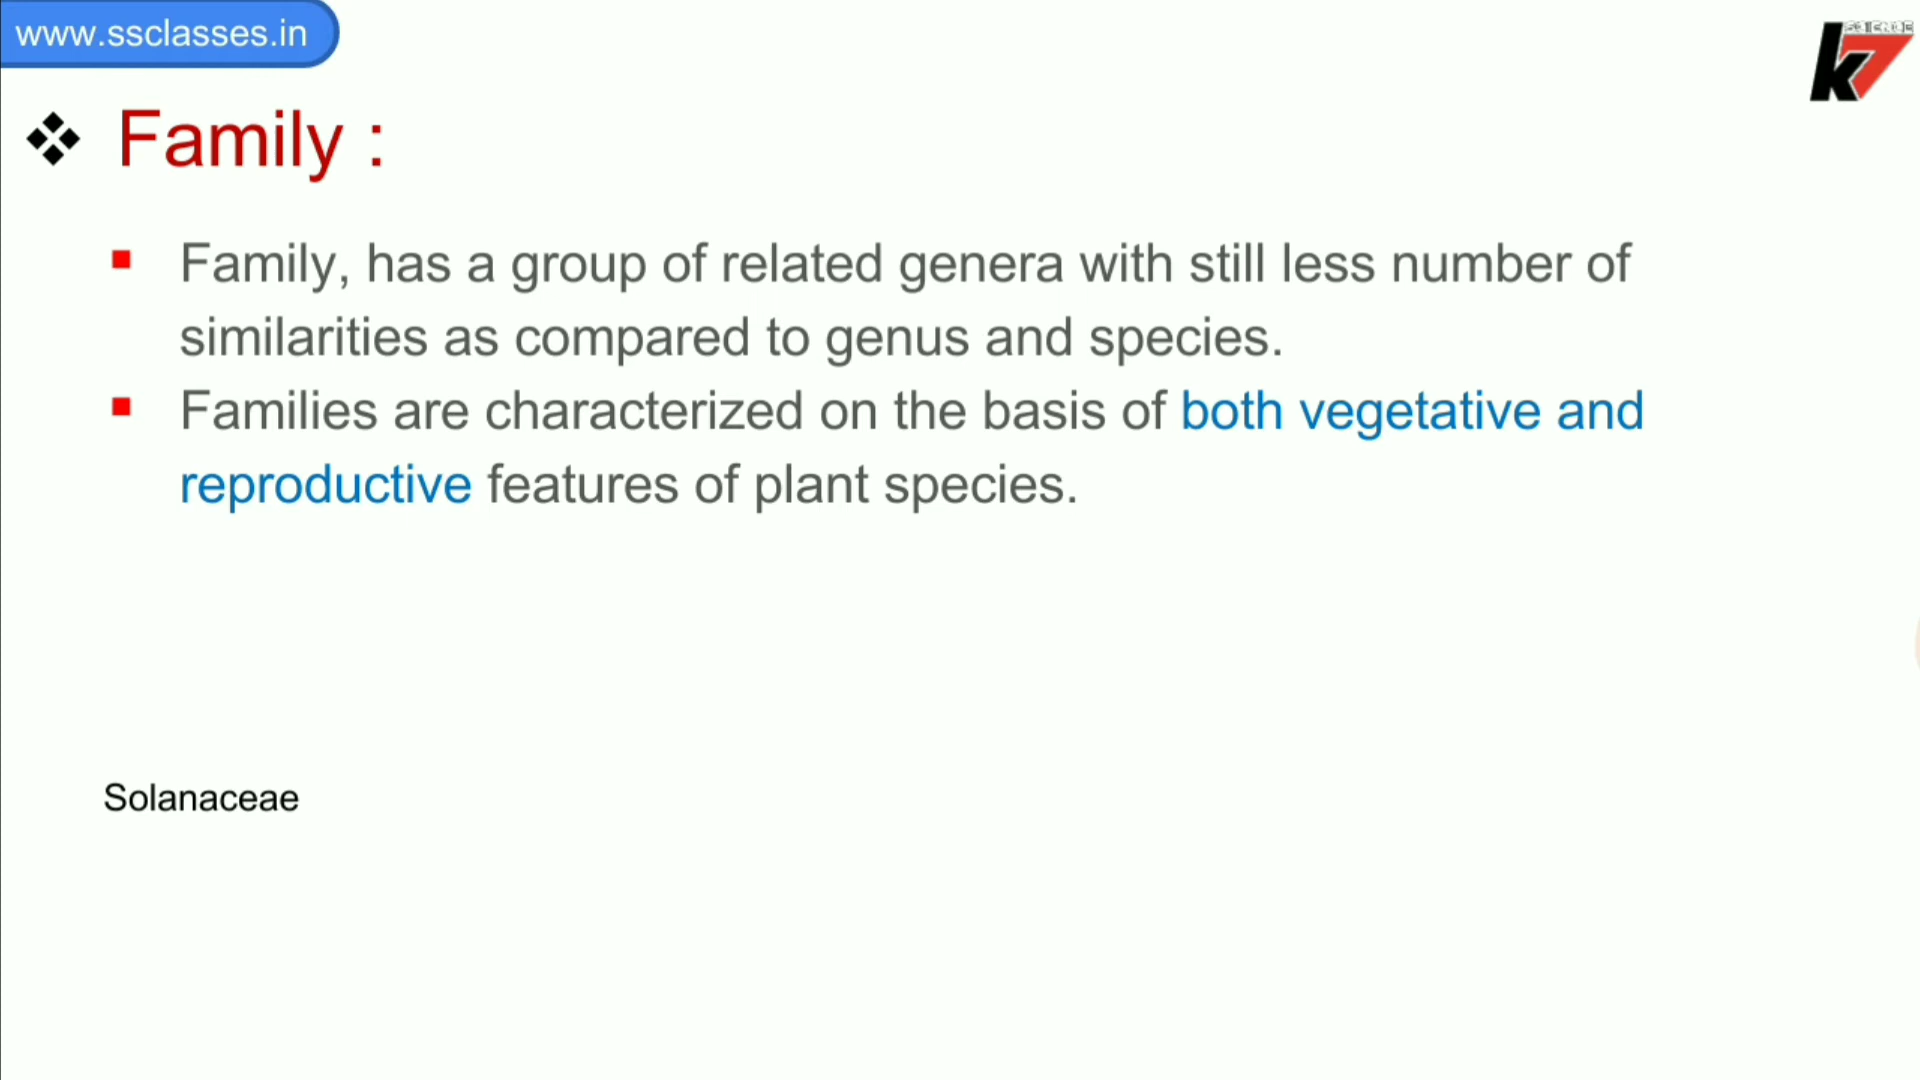 www.ssclasses.in
SCIENCE
k7
Family :
Family, has a group of related genera with still less number of
similarities as compared to genus and species.
Families are characterized on the basis of both vegetative and
reproductive features of plant species.
Solanaceae